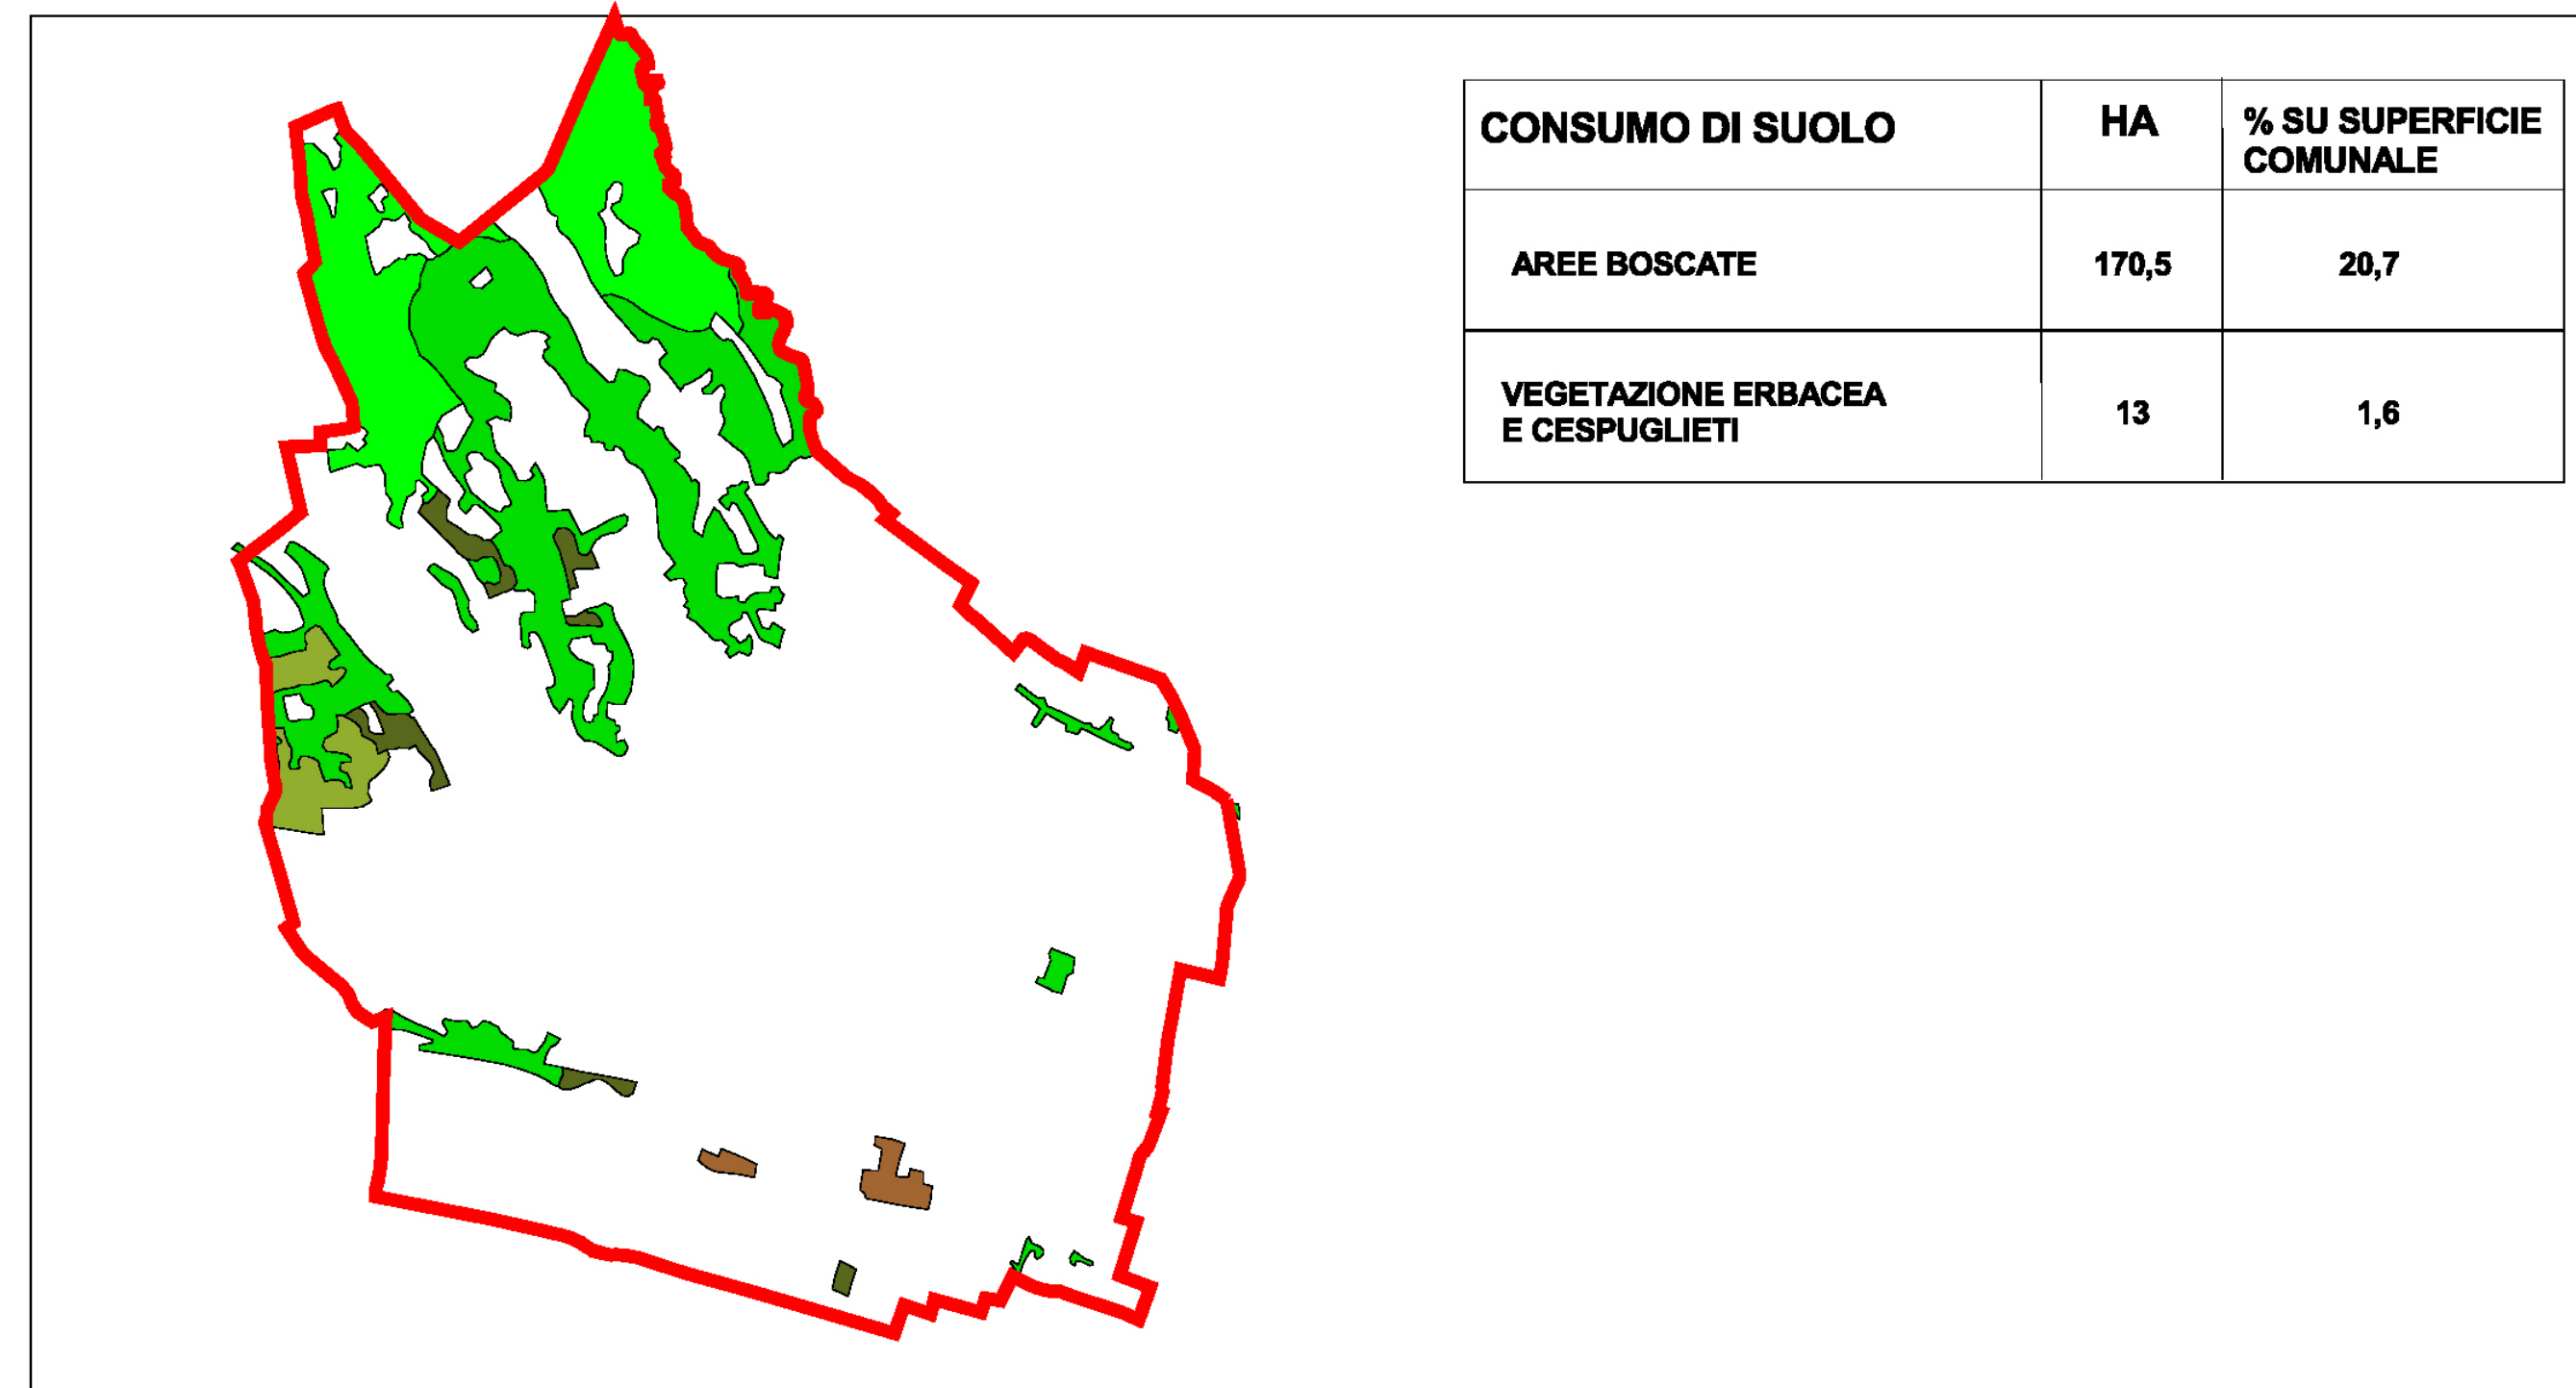 CONSUMO DI SUOLO
HA
% SU SUPERFICIE
COMUNALE
AREE BOSCATE
170,5
20,7
VEGETAZIONE ERBACEA
E CESPUGLIETI
13
1,6